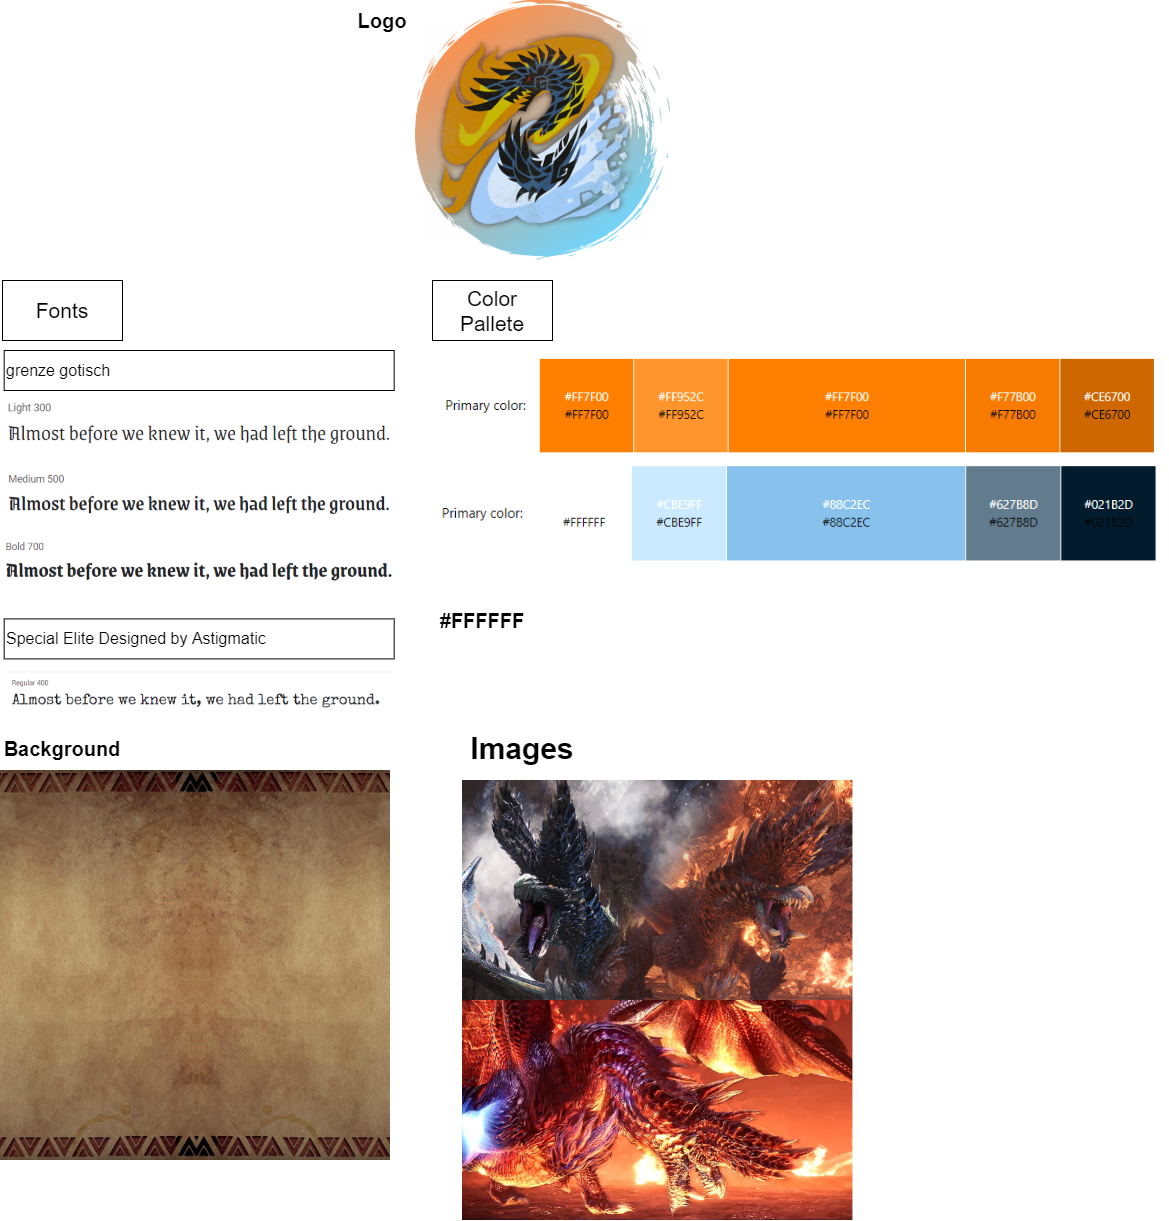 Logo
Fonts
Color
Pallete
grenze gotisch
Light 300
Almost before we knew it, we had left the ground.
Medium 500
Almost before we knew it, we had left the ground.
Bold 700
Almost before we knew it, we had left the ground.
Special Elite Designed by Astigmatic
Regular 400
Almost before we knew it, we had left the ground.
Primary color:
#FF7F00 #FF952C #FF7F00 #F77B00 #CE6700
#FF7F00 #FF952C #FF7F00 #F77B00 #CE6700
Primary color:
#CBE9FF #88C2EC #627B8D #021B2D
#FFFFFF #CBE9FF #88C2EC #627B8D #021B2D
#FFFFFF
Background
Images